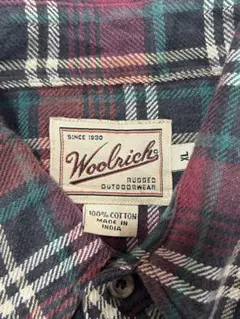 SINCE 1830
Woolrich®
RUGGED
OUTDOORWEAR
XL
100% COTTON
MADE IN
INDIA